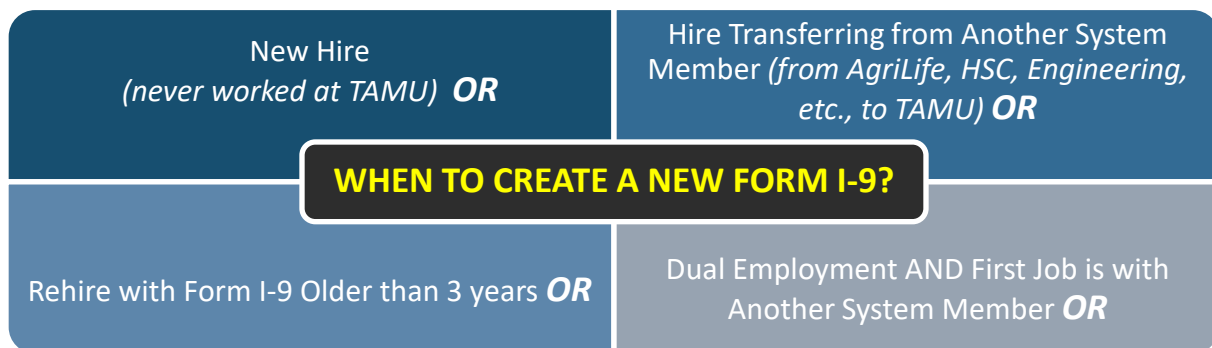 New Hire
(never worked at TAMU) OR
Hire Transferring from Another System
Member (from AgriLife, HSC, Engineering,
etc., to TAMU) OR
WHEN TO CREATE A NEW FORM I-9?
Rehire with Form I-9 Older than 3 years OR
Dual Employment AND First Job is with
Another System Member OR